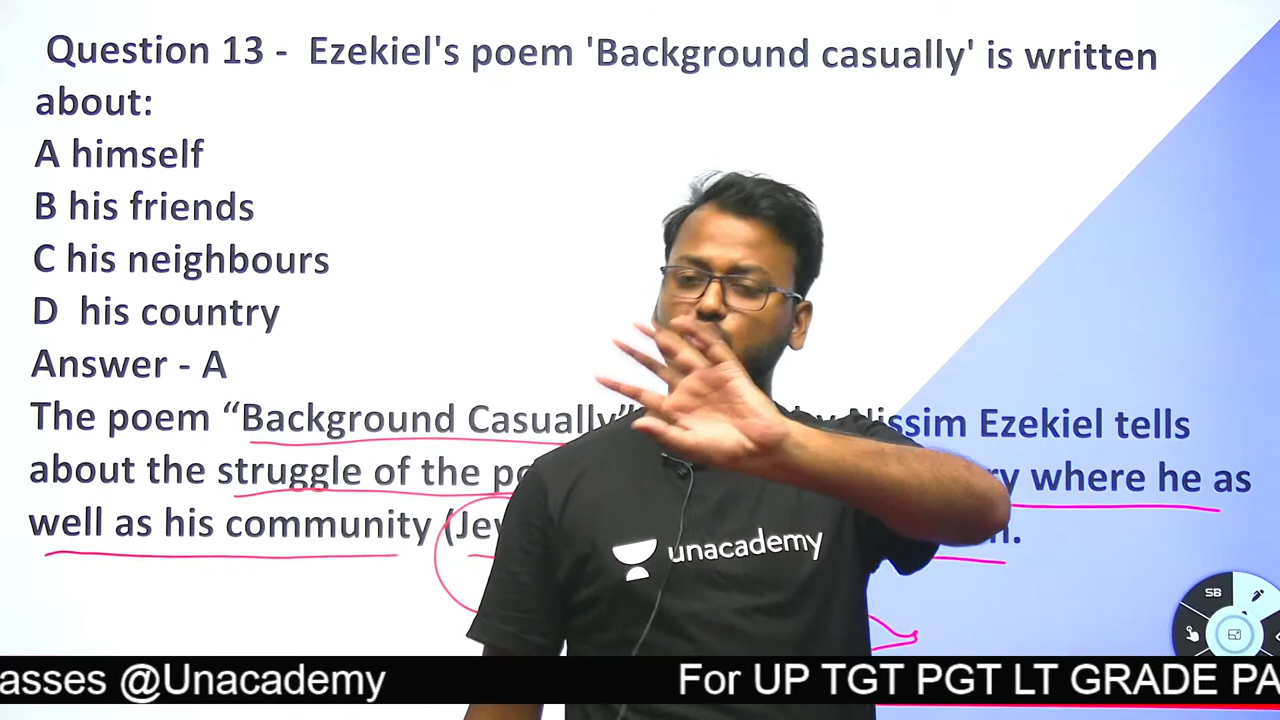 Question 13 - Ezekiel's poem 'Background casually' is written
about:
A himself
B his friends
C his neighbours
D his country
Answer - A
The poem “Background Casually” Nissim Ezekiel tells
about the struggle of the where he as
well as his community
unacademy
SB
asses @Unacademy For UP TGT PGT LT GRADE PA